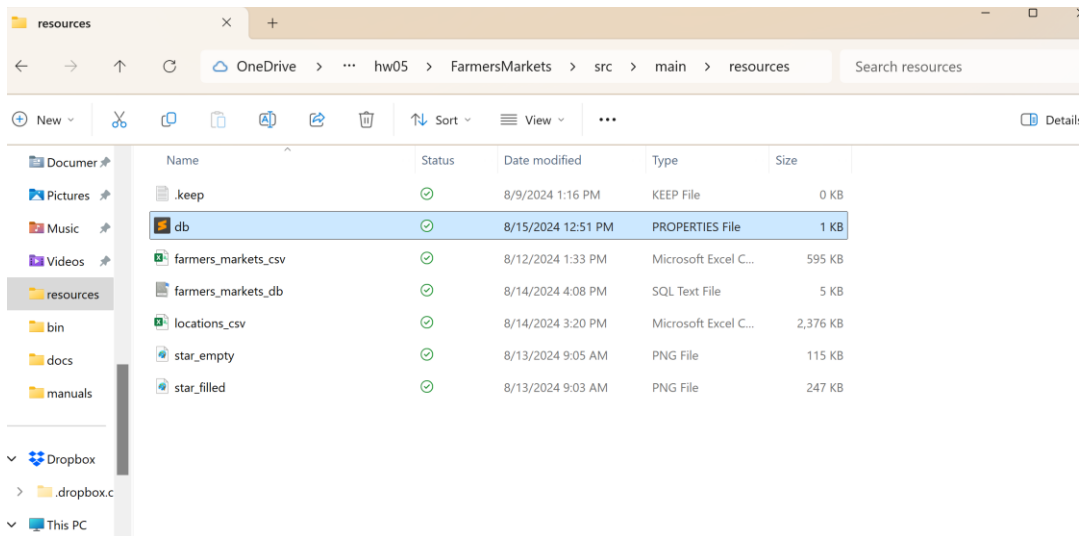 resources
OneDrive > ... hw05 > FarmersMarkets > src > main > resources Search resources
New Sort View ... Details
Name Status Date modified Type Size
Documer
Pictures
Music
Videos
resources
bin
docs
manuals
Dropbox
.dropbox.c
This PC
.keep 8/9/2024 1:16 PM KEEP File 0 KB
db 8/15/2024 12:51 PM PROPERTIES File 1 KB
farmers_markets_csv 8/12/2024 1:33 PM Microsoft Excel C... 595 KB
farmers_markets_db 8/14/2024 4:08 PM SQL Text File 5 KB
locations_csv 8/14/2024 3:20 PM Microsoft Excel C... 2,376 KB
star_empty 8/13/2024 9:05 AM PNG File 115 KB
star_filled 8/13/2024 9:03 AM PNG File 247 KB